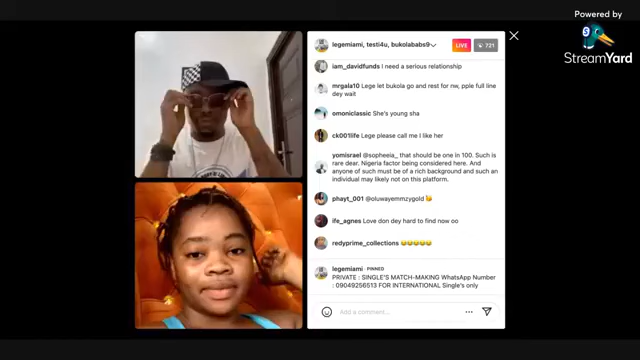 Powered by
StreamYard
legemiami, testi4u, bukolababs9
LIVE
721
iam_davidfunds I need a serious relationship
mrgala10 Lege let bukola go and rest for nw, pple full line
dey wait
omoniclassic She's young sha
ck001life Lege please call me I like her
yomisrael @sopheeia_ that should be one in 100. Such is
rare dear. Nigeria factor being considered here. And
anyone of such must be of a rich background and such an
individual may likely not on this platform.
phayt_001 @oluwayemmzygold 😘
ife_agnes Love don dey hard to find now oo
redyprime_collections 😂😂😂😂😂
legemiami PINNED
PRIVATE : SINGLE'S MATCH-MAKING WhatsApp Number
: 09049256513 FOR INTERNATIONAL Single's only
Add a comment...